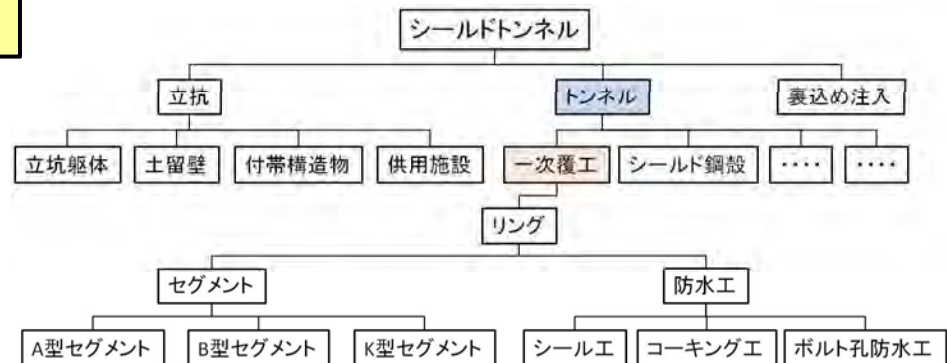 シールドトンネル
立抗
トンネル
裏込め注入
立坑躯体
土留壁
付帯構造物
供用施設
一次覆工
シールド鋼殻
‥‥
‥‥
リング
セグメント
防水工
A型セグメント
B型セグメント
K型セグメント
シール工
コーキング工
ボルト孔防水工